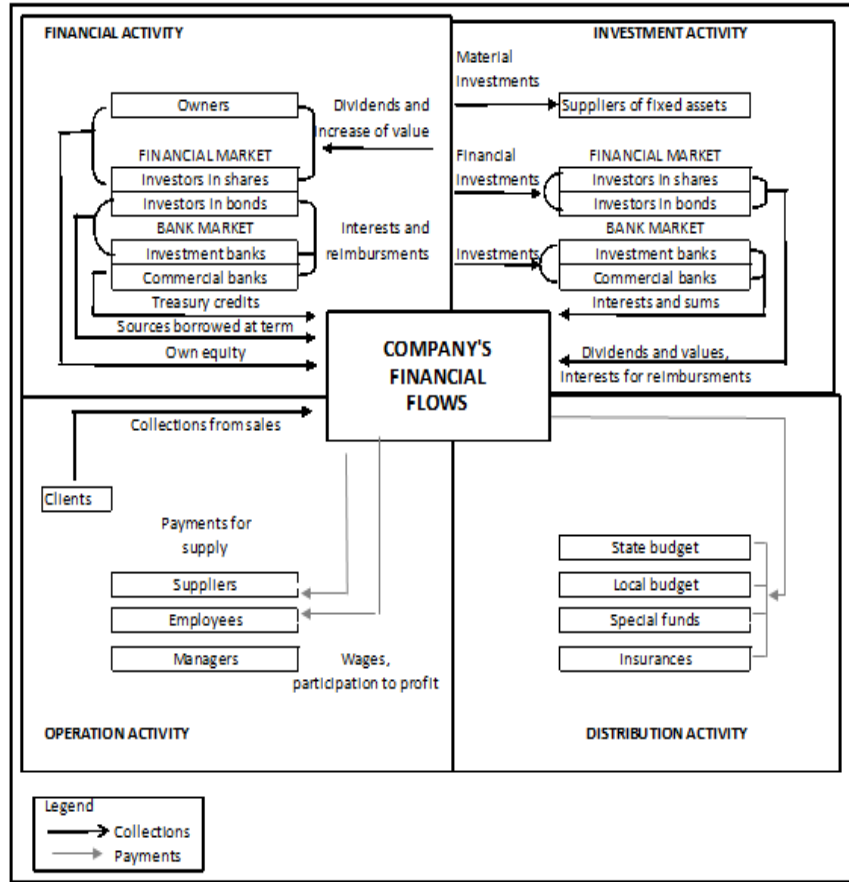 FINANCIAL ACTIVITY
Owners
Dividends and
increase of value
FINANCIAL MARKET
Investors in shares
Investors in bonds
BANK MARKET
Investment banks
Commercial banks
Interests and
reimbursments
Treasury credits
Sources borrowed at term
Own equity
INVESTMENT ACTIVITY
Material
Investments
Suppliers of fixed assets
Financial
Investments
FINANCIAL MARKET
Investors in shares
Investors in bonds
BANK MARKET
Investments
Investment banks
Commercial banks
Interests and sums
Dividends and values,
Interests for reimbursments
COMPANY'S
FINANCIAL
FLOWS
Collections from sales
Clients
Payments for
supply
Suppliers
Employees
Managers
Wages,
participation to profit
OPERATION ACTIVITY
State budget
Local budget
Special funds
Insurances
DISTRIBUTION ACTIVITY
Legend
Collections
Payments